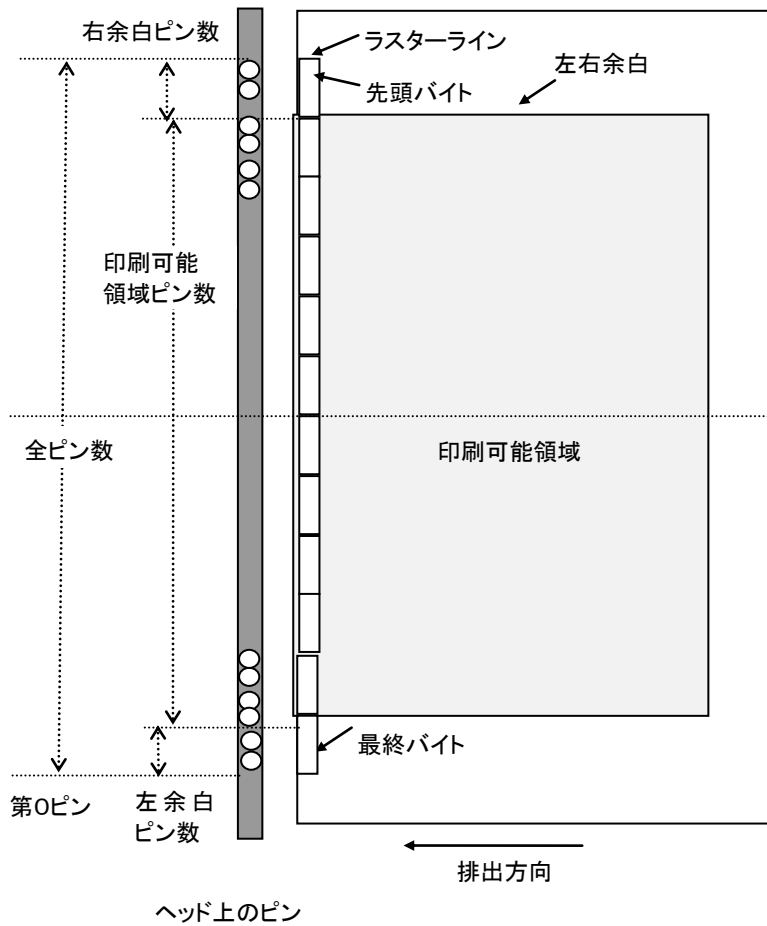 右余白ピン数
ラスターライン
先頭バイト
左右余白
印刷可能
領域ピン数
全ピン数
印刷可能領域
最終バイト
第0ピン
左余白
ピン数
排出方向
ヘッド上のピン